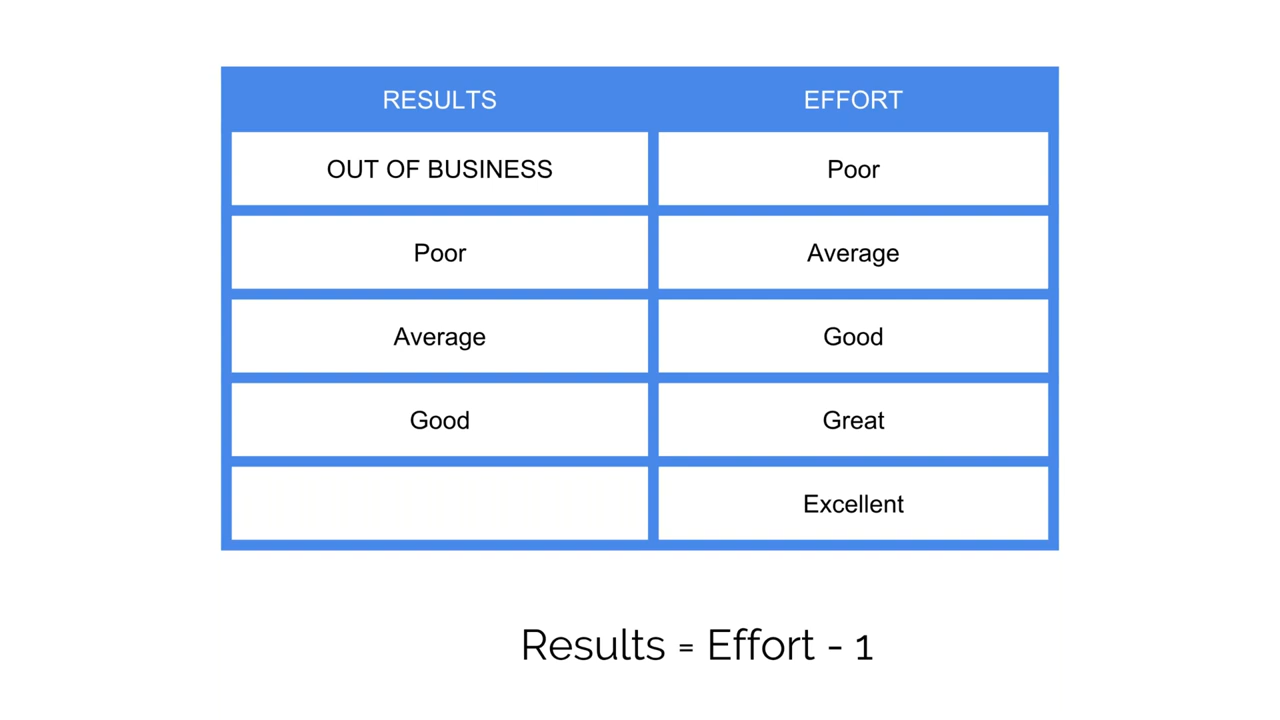 RESULTS EFFORT
OUT OF BUSINESS Poor
Poor Average
Average Good
Good Great
Excellent
Results = Effort - 1